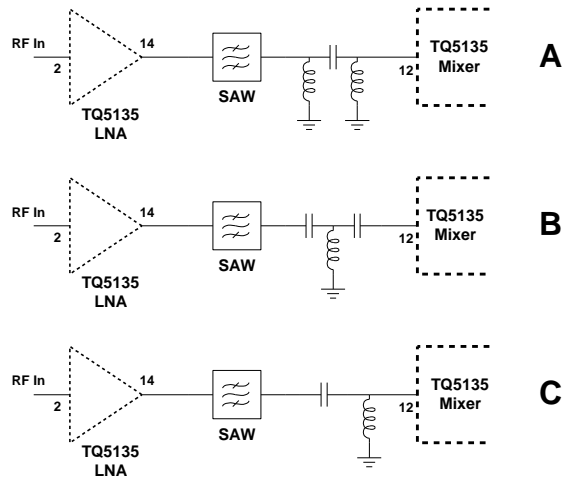 RF In
2
14
TQ5135
LNA
SAW
12
TQ5135
Mixer
A
RF In
2
14
TQ5135
LNA
SAW
12
TQ5135
Mixer
B
RF In
2
14
TQ5135
LNA
SAW
12
TQ5135
Mixer
C